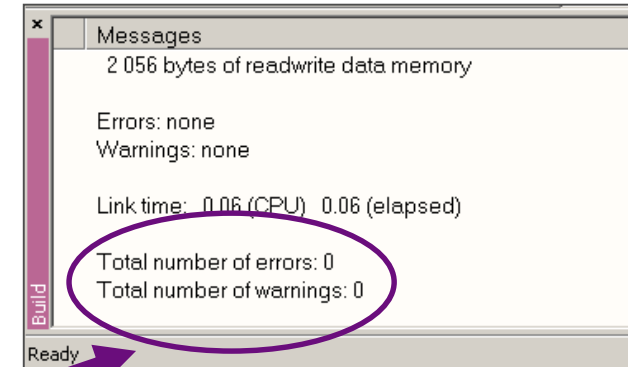 ×
Messages
2 056 bytes of readwrite data memory
Errors: none
Warnings: none
Link time: 0.06 (CPU) 0.06 (elapsed)
Total number of errors: 0
Total number of warnings: 0
Build
Ready